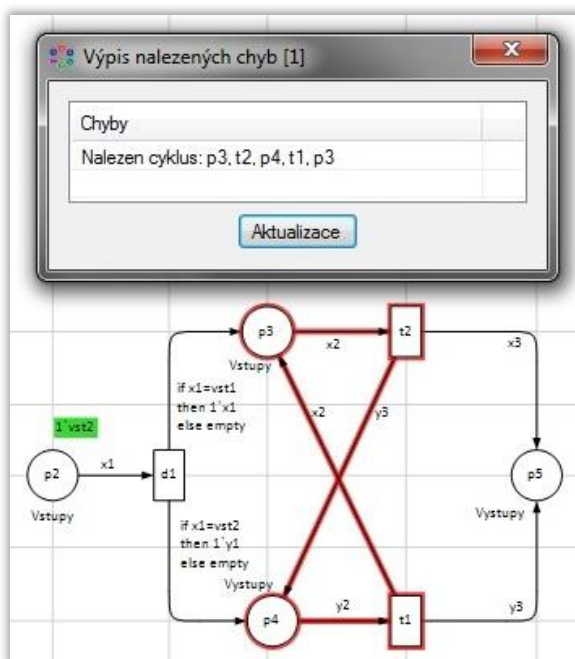 Výpis nalezených chyb [1]
Chyby
Nalezen cyklus: p3, t2, p4, t1, p3
Aktualizace
p3
x2
t2
x3
Vstupy
if x1=vst1
then 1`x1
else empty
x2
y3
1`vst2
p2
x1
d1
p5
Vstupy
Vystupy
if x1=vst2
then 1`y1
else empty
Vystupy
p4
y2
t1
y3